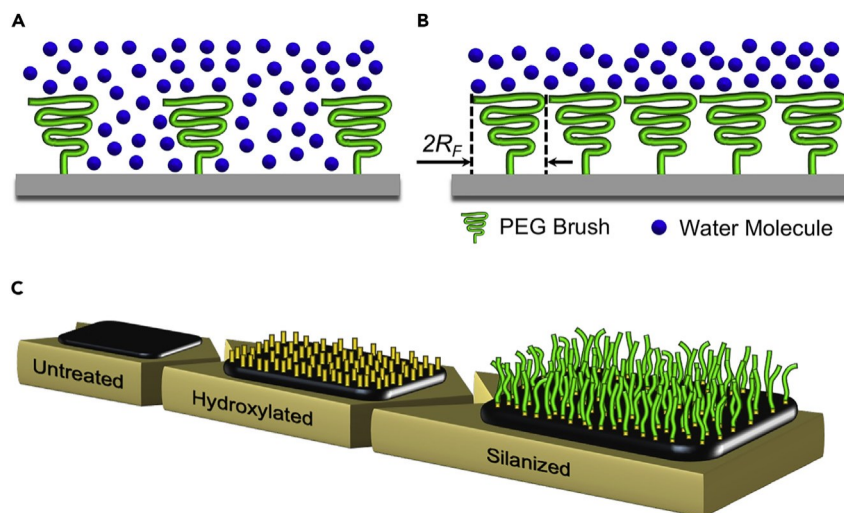 A
B
2R_F
PEG Brush
Water Molecule
C
Untreated
Hydroxylated
Silanized